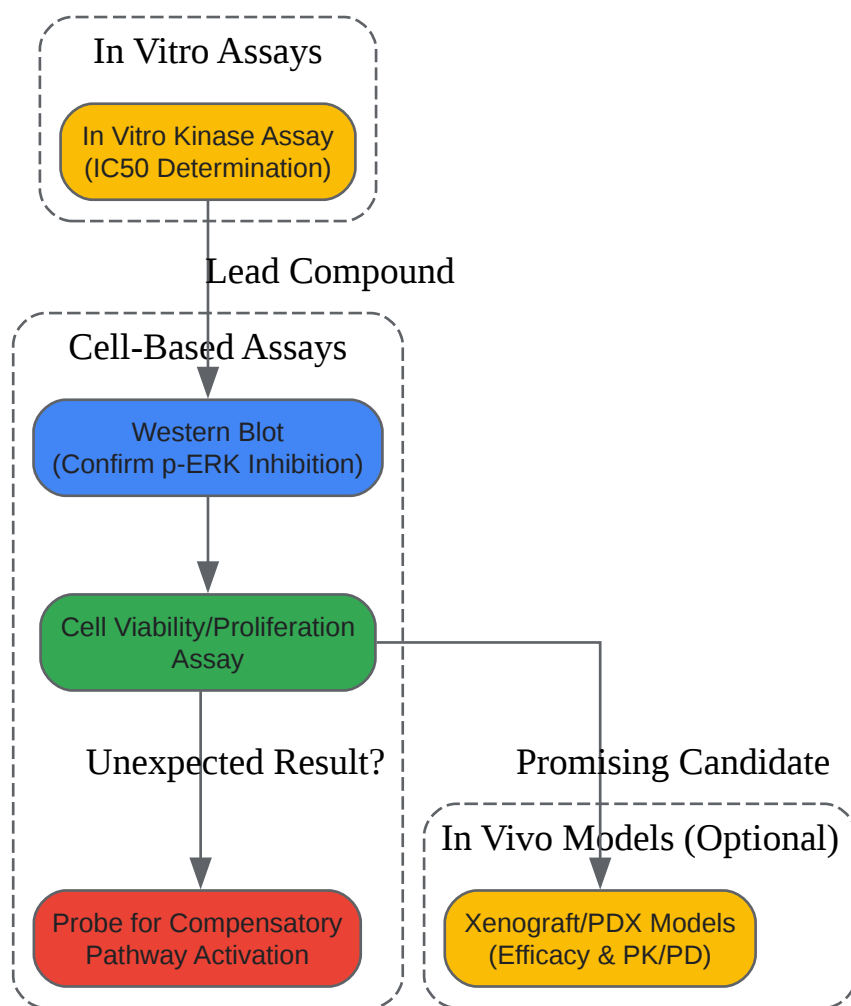 In Vitro Assays
In Vitro Kinase Assay
(IC50 Determination)
Lead Compound
Cell-Based Assays
Western Blot
(Confirm p-ERK Inhibition)
Cell Viability/Proliferation
Assay
Unexpected Result?
Promising Candidate
In Vivo Models (Optional)
Probe for Compensatory
Pathway Activation
Xenograft/PDX Models
(Efficacy & PK/PD)